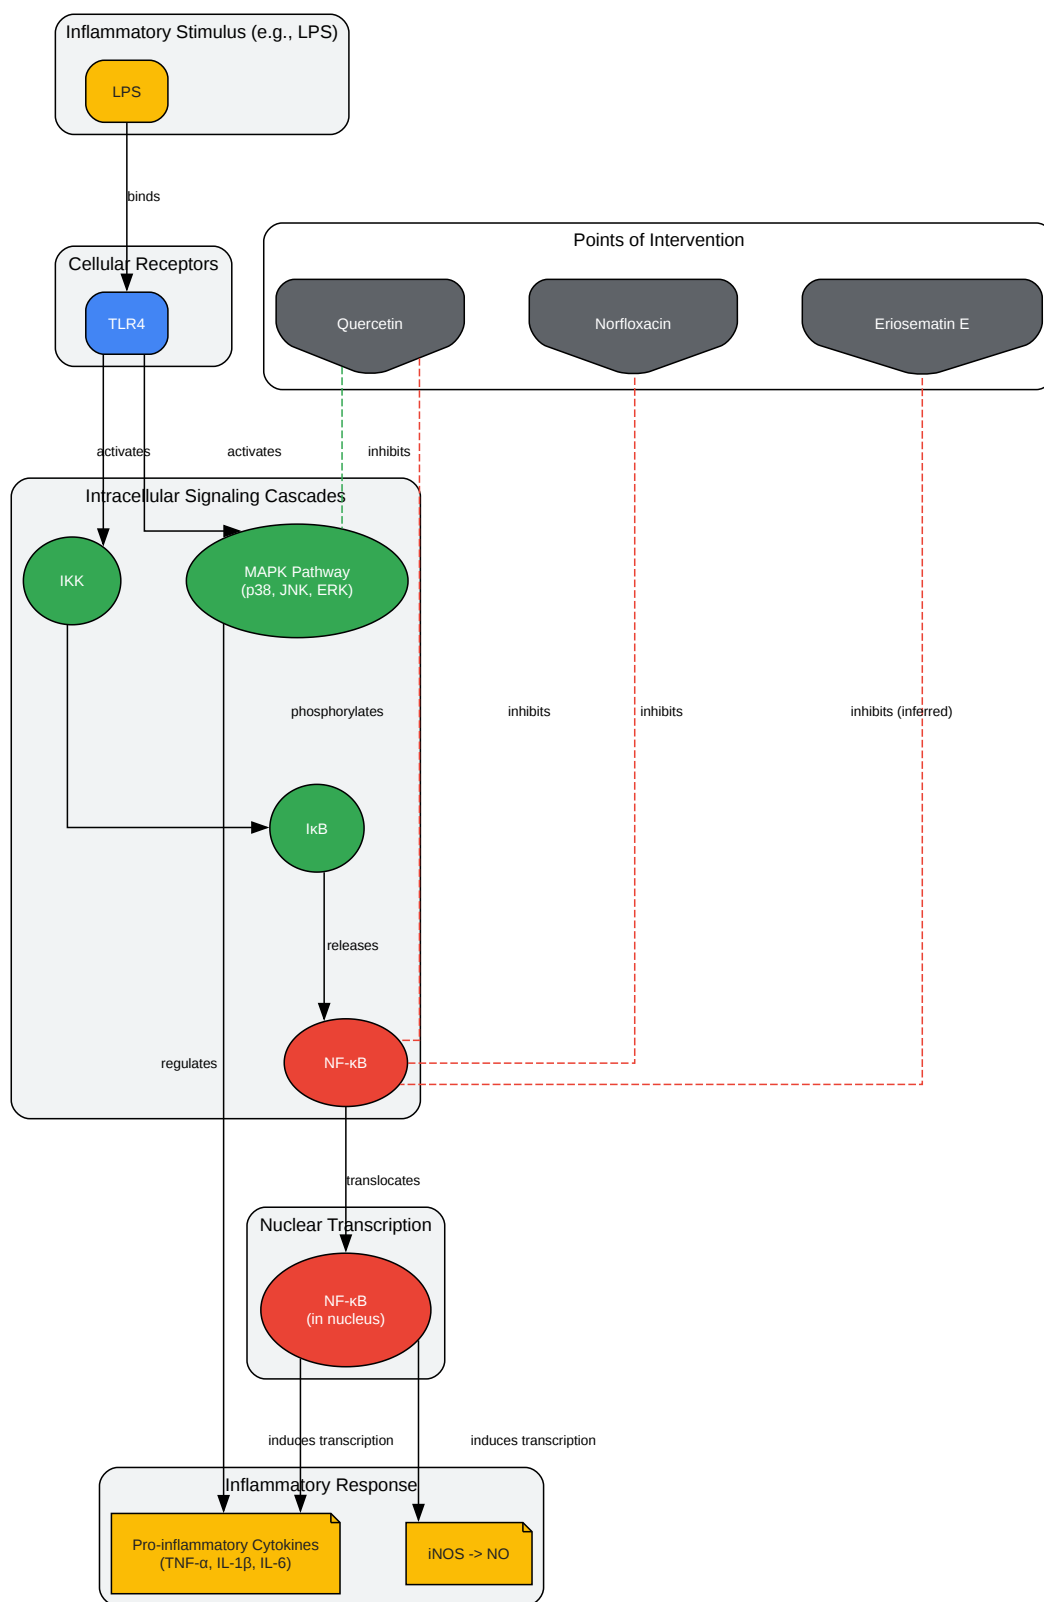 Inflammatory Stimulus (e.g., LPS)
LPS
binds
Cellular Receptors
TLR4
Points of Intervention
Quercetin
Norfloxacin
Eriosematin E
activates
activates
inhibits
Intracellular Signaling Cascades
IKK
MAPK Pathway
(p38, JNK, ERK)
phosphorylates
inhibits
inhibits
inhibits (inferred)
IκB
releases
NF-κB
regulates
translocates
Nuclear Transcription
NF-κB
(in nucleus)
induces transcription
induces transcription
Inflammatory Response
Pro-inflammatory Cytokines
(TNF-α, IL-1β, IL-6)
iNOS -> NO